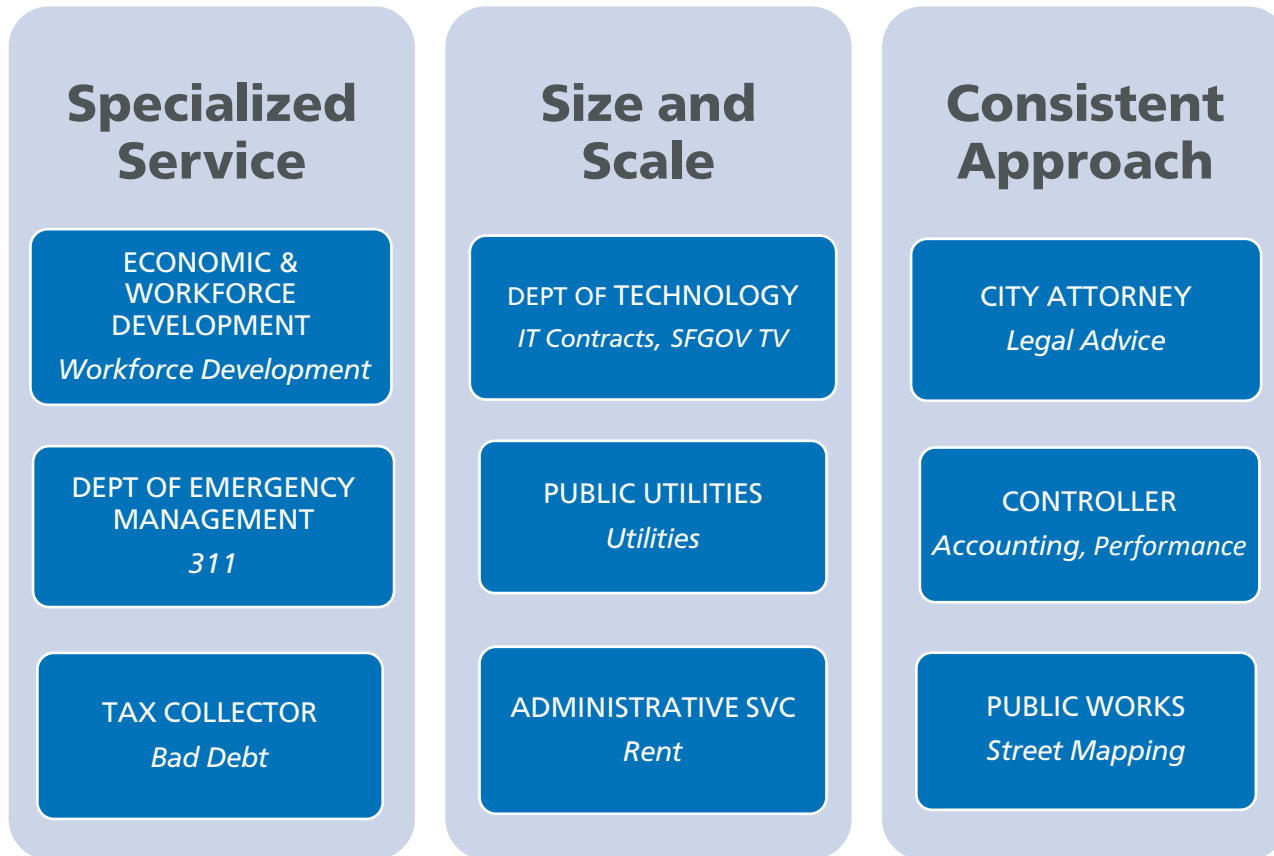 Specialized
Service
ECONOMIC &
WORKFORCE
DEVELOPMENT
Workforce Development
DEPT OF EMERGENCY
MANAGEMENT
311
TAX COLLECTOR
Bad Debt
Size and
Scale
DEPT OF TECHNOLOGY
IT Contracts, SFGOV TV
PUBLIC UTILITIES
Utilities
ADMINISTRATIVE SVC
Rent
Consistent
Approach
CITY ATTORNEY
Legal Advice
CONTROLLER
Accounting, Performance
PUBLIC WORKS
Street Mapping